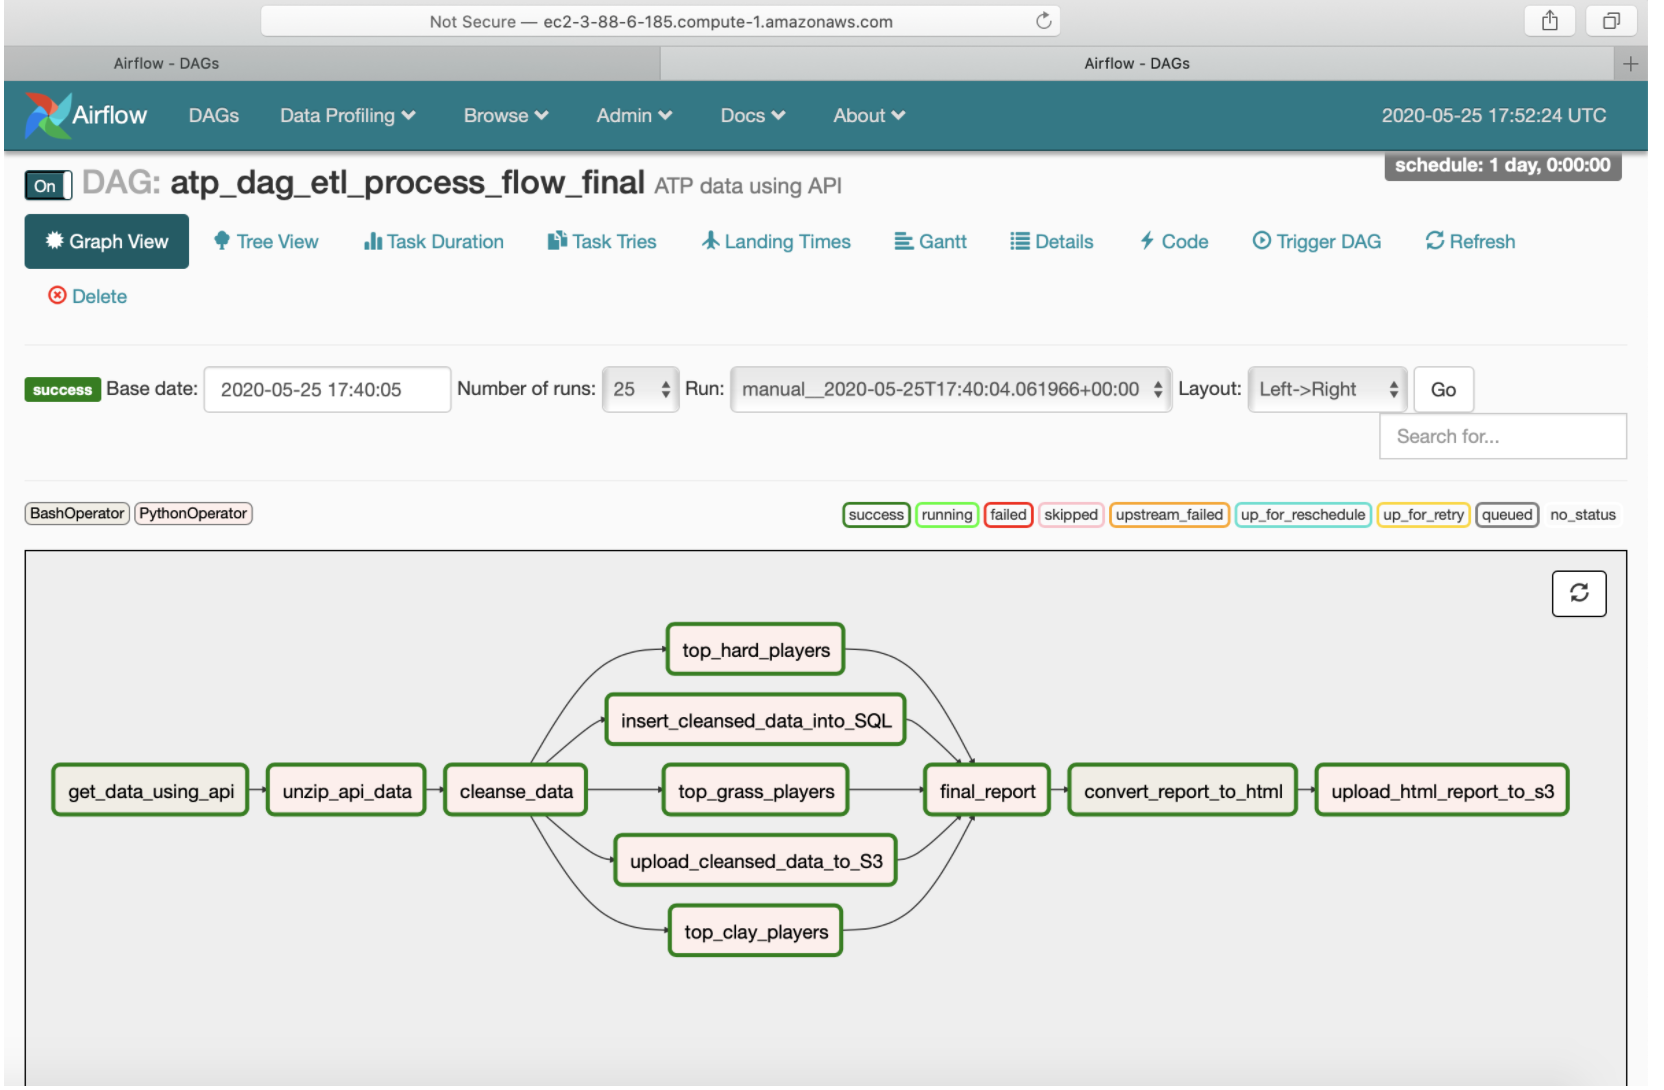 Not Secure — ec2-3-88-6-185.compute-1.amazonaws.com
Airflow - DAGs Airflow - DAGs
Airflow DAGs Data Profiling Browse Admin Docs About 2020-05-25 17:52:24 UTC
schedule: 1 day, 0:00:00
On DAG: atp_dag_etl_process_flow_final ATP data using API
Graph View Tree View Task Duration Task Tries Landing Times Gantt Details Code Trigger DAG Refresh
Delete
success Base date: 2020-05-25 17:40:05 Number of runs: 25 Run: manual__2020-05-25T17:40:04.061966+00:00 Layout: Left->Right Go
Search for...
BashOperator PythonOperator success running failed skipped upstream_failed up_for_reschedule up_for_retry queued no_status
top_hard_players
insert_cleansed_data_into_SQL
get_data_using_api unzip_api_data cleanse_data top_grass_players final_report convert_report_to_html upload_html_report_to_s3
upload_cleansed_data_to_S3
top_clay_players